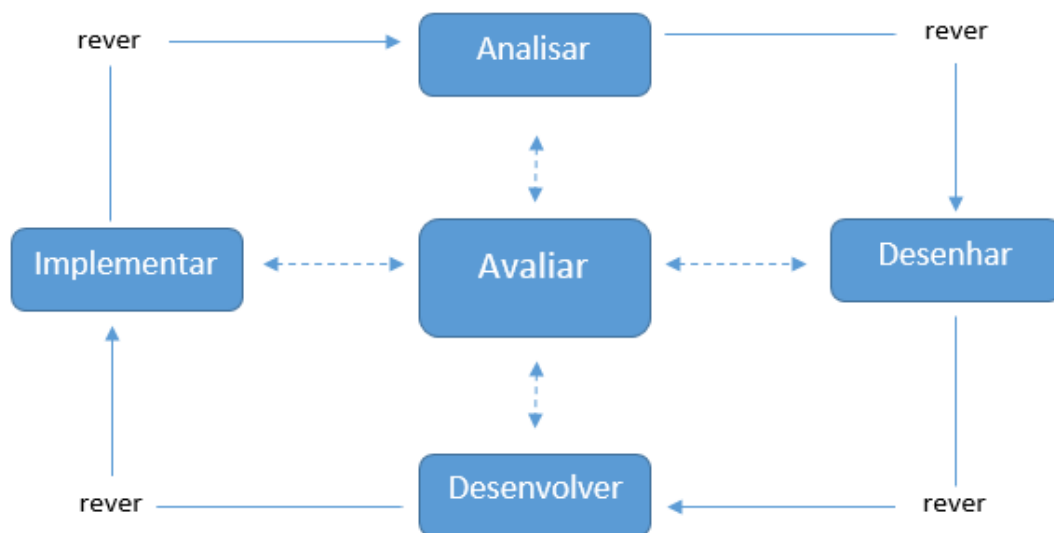 rever
Analisar
rever
Implementar
Avaliar
Desenhar
rever
Desenvolver
rever